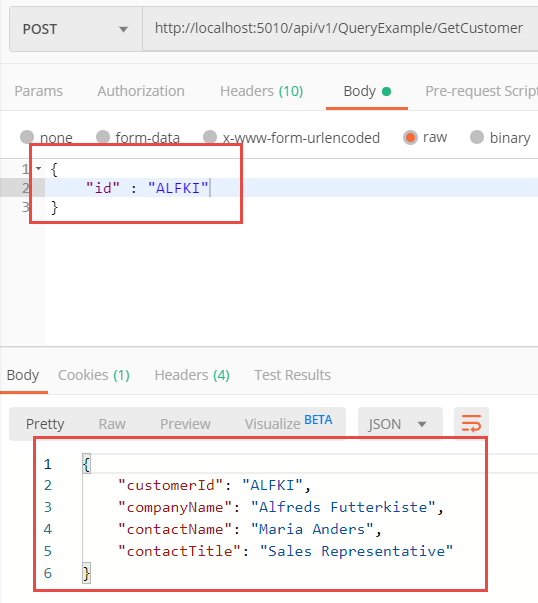 POST http://localhost:5010/api/v1/QueryExample/GetCustomer
Params Authorization Headers (10) Body Pre-request Script
none form-data x-www-form-urlencoded raw binary
1 {
2 "id" : "ALFKI"
3 }
Body Cookies (1) Headers (4) Test Results
Pretty Raw Preview Visualize BETA JSON
1 {
2 "customerId": "ALFKI",
3 "companyName": "Alfreds Futterkiste",
4 "contactName": "Maria Anders",
5 "contactTitle": "Sales Representative"
6 }